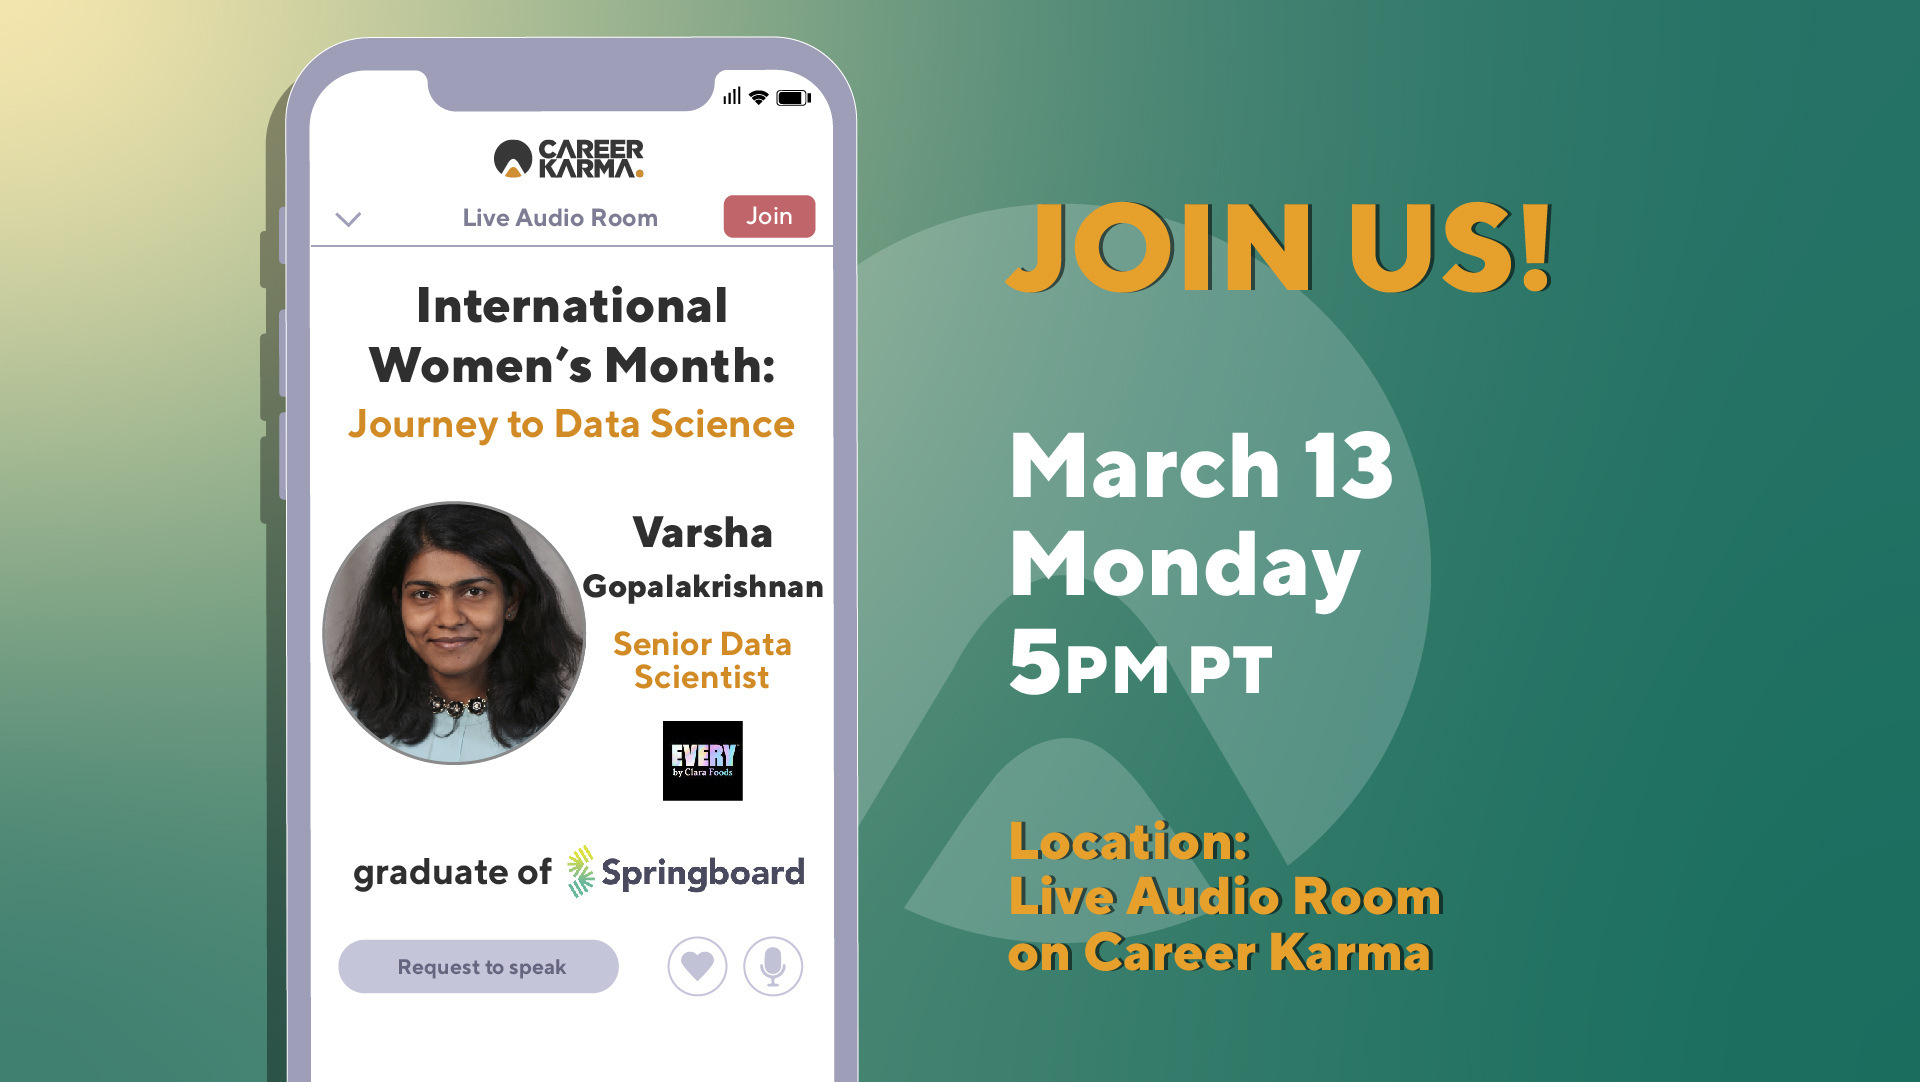 CAREER
KARMA.
Live Audio Room
Join
International
Women's Month:
Journey to Data Science
Varsha
Gopalakrishnan
Senior Data
Scientist
EVERY
by Clara Foods
graduate of Springboard
Request to speak
JOIN US!
March 13
Monday
5PM PT
Location:
Live Audio Room
on Career Karma